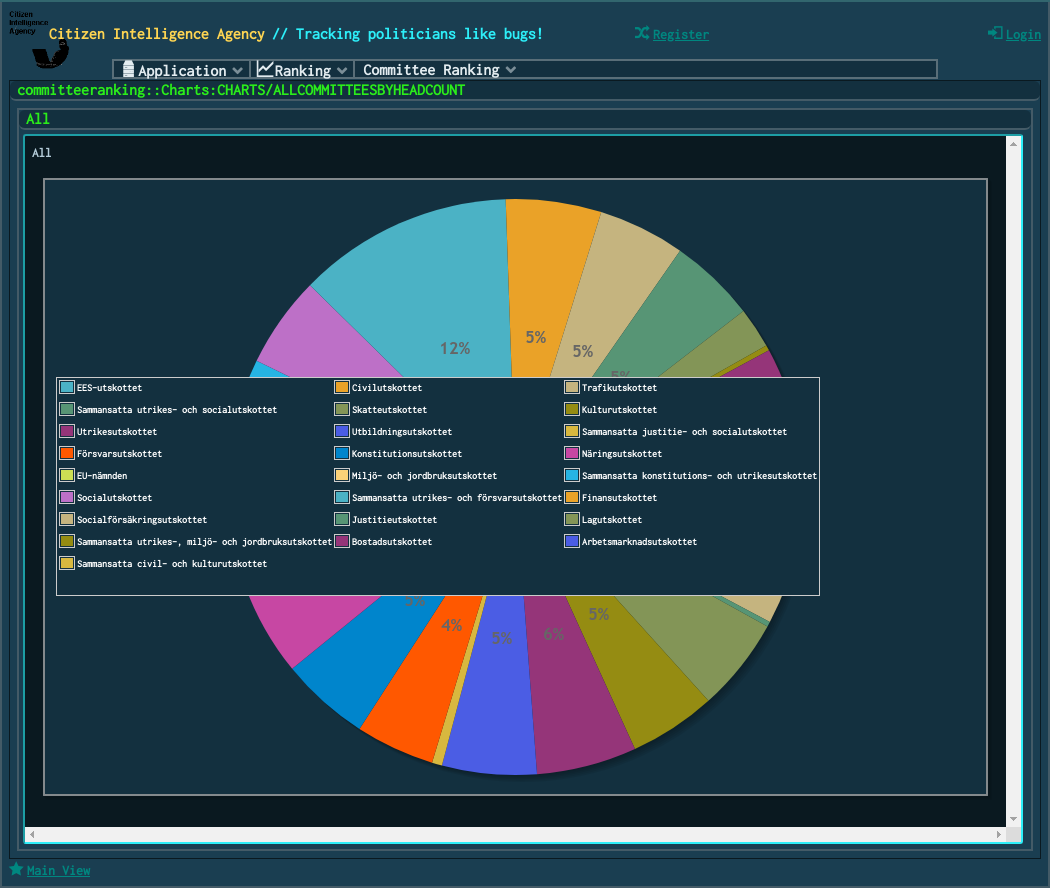 Citizen
Intelligence
Agency
Citizen Intelligence Agency // Tracking politicians like bugs!
Register
Login
Application
Ranking
Committee Ranking
committeeranking::Charts:CHARTS/ALLCOMMITTEESBYHEADCOUNT
All
All
12%
5%
5%
5%
EES-utskottet
Civilutskottet
Trafikutskottet
Sammansatta utrikes- och socialutskottet
Skatteutskottet
Kulturutskottet
Utrikesutskottet
Utbildningsutskottet
Sammansatta justitie- och socialutskottet
Försvarsutskottet
Konstitutionsutskottet
Näringsutskottet
EU-nämnden
Miljö- och jordbruksutskottet
Sammansatta konstitutions- och utrikesutskottet
Socialutskottet
Sammansatta utrikes- och försvarsutskottet
Finansutskottet
Socialförsäkringsutskottet
Justitieutskottet
Lagutskottet
Sammansatta utrikes-, miljö- och jordbruksutskottet
Bostadsutskottet
Arbetsmarknadsutskottet
Sammansatta civil- och kulturutskottet
5%
4%
5%
6%
5%
Main View